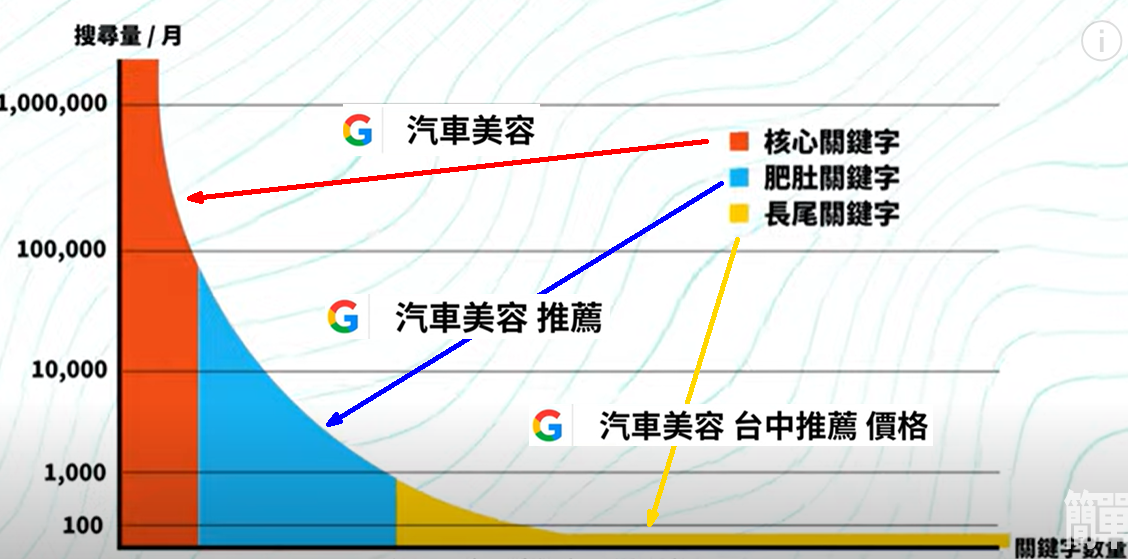 搜尋量 / 月
1,000,000
汽車美容
核心關鍵字
肥肚關鍵字
長尾關鍵字
100,000
汽車美容 推薦
10,000
汽車美容 台中推薦 價格
1,000
100
簡單
關鍵字數量